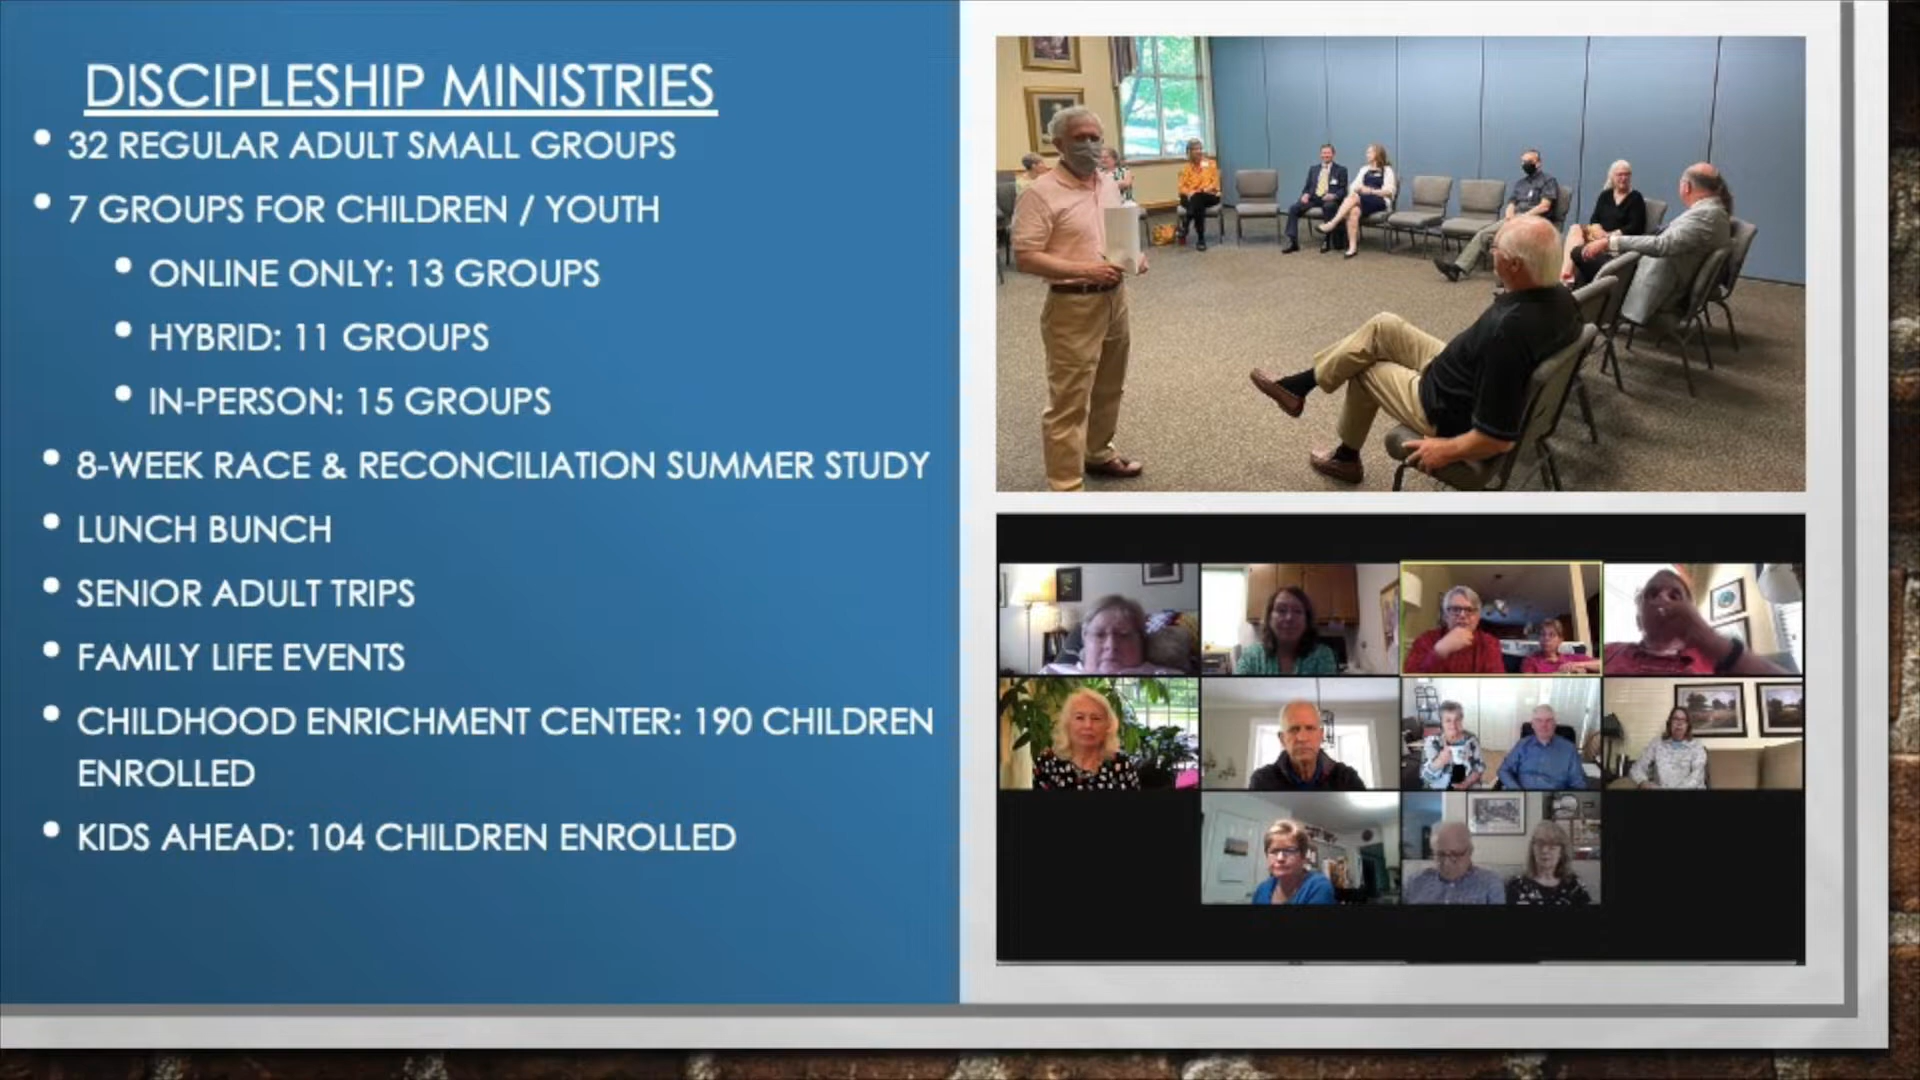 DISCIPLESHIP MINISTRIES
• 32 REGULAR ADULT SMALL GROUPS
• 7 GROUPS FOR CHILDREN / YOUTH
• ONLINE ONLY: 13 GROUPS
• HYBRID: 11 GROUPS
• IN-PERSON: 15 GROUPS
• 8-WEEK RACE & RECONCILIATION SUMMER STUDY
• LUNCH BUNCH
• SENIOR ADULT TRIPS
• FAMILY LIFE EVENTS
• CHILDHOOD ENRICHMENT CENTER: 190 CHILDREN
ENROLLED
• KIDS AHEAD: 104 CHILDREN ENROLLED